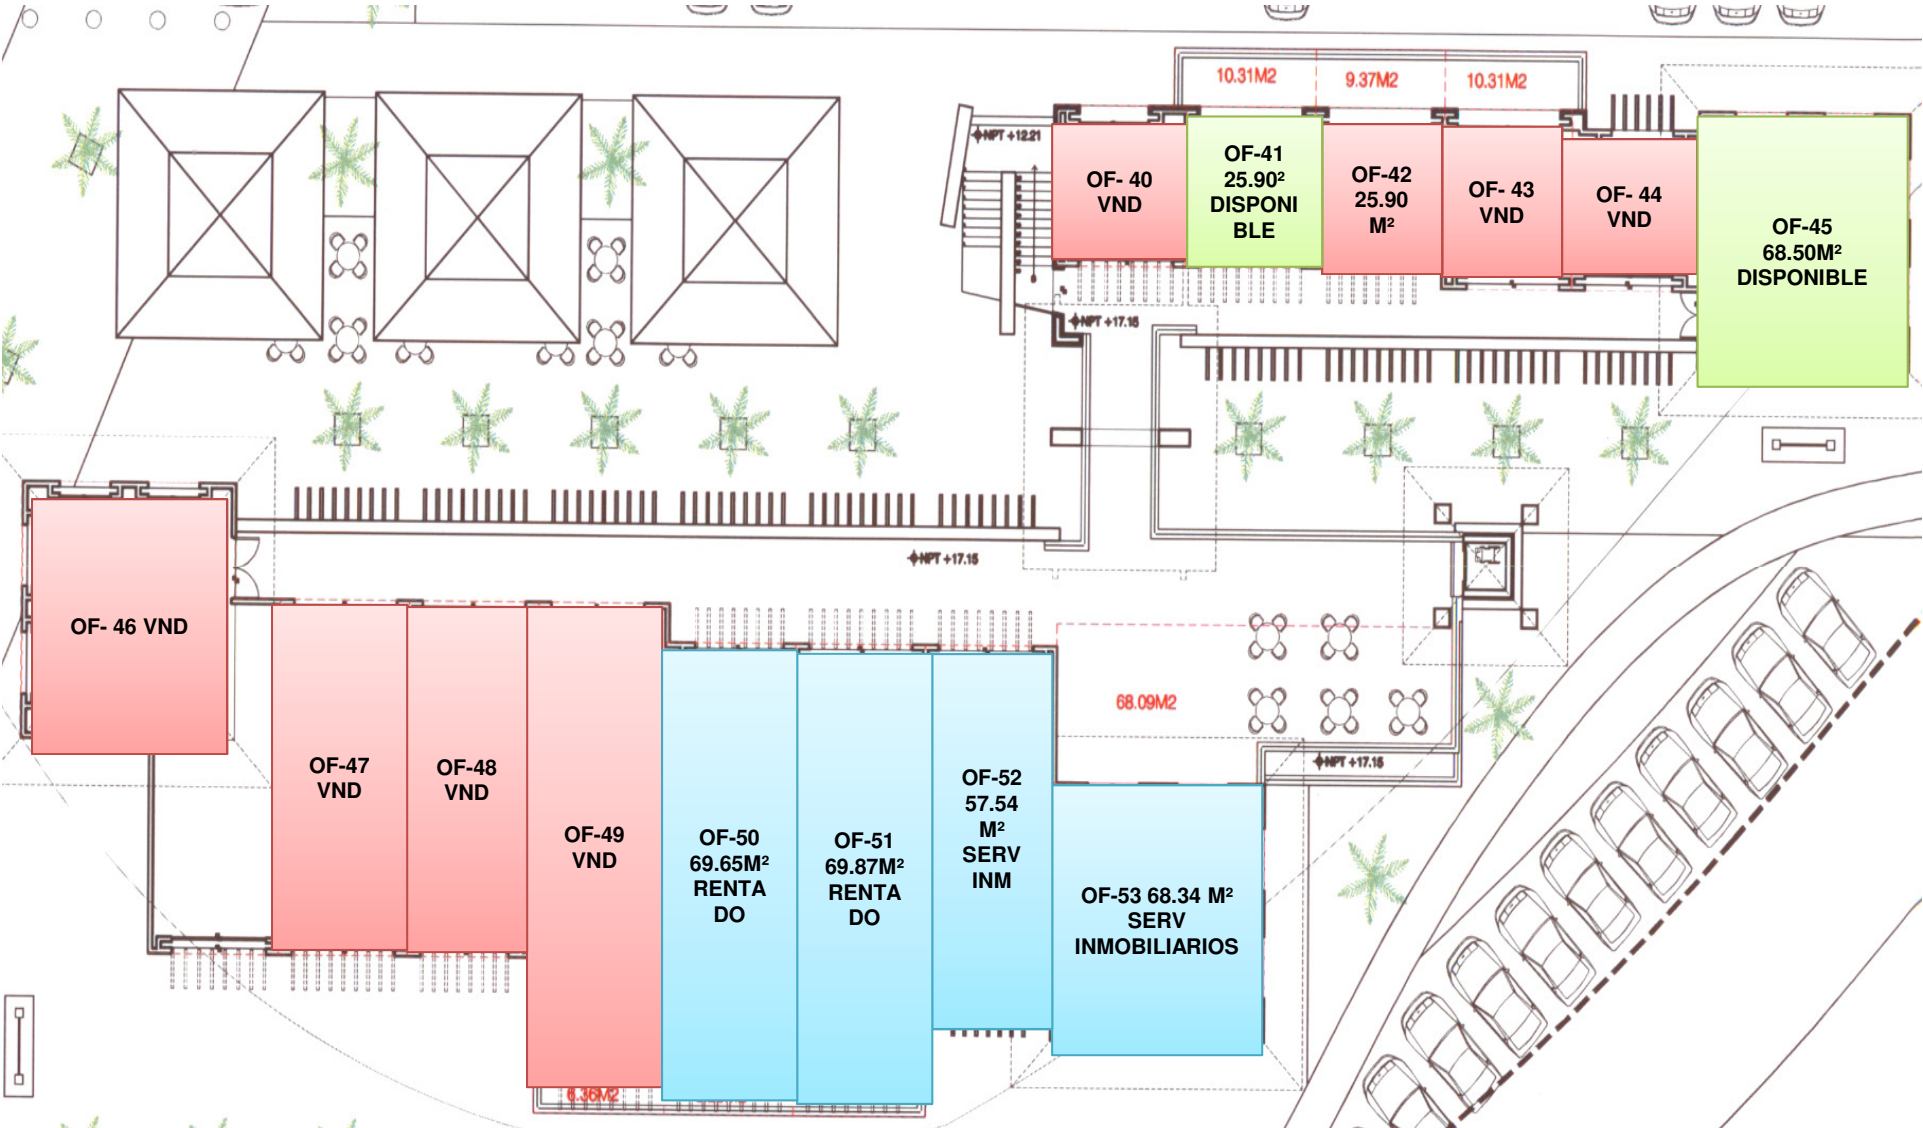 10.31M2
9.37M2
10.31M2
NPT +12.21
OF- 40
VND
OF-41
25.90²
DISPONI
BLE
OF-42
25.90
M²
OF- 43
VND
OF- 44
VND
OF-45
68.50M²
DISPONIBLE
NPT +17.15
NPT +17.15
OF- 46 VND
OF-47
VND
OF-48
VND
OF-49
VND
OF-50
69.65M²
RENTA
DO
OF-51
69.87M²
RENTA
DO
OF-52
57.54
M²
SERV
INM
68.09M2
NPT +17.15
OF-53 68.34 M²
SERV
INMOBILIARIOS
6.36M2